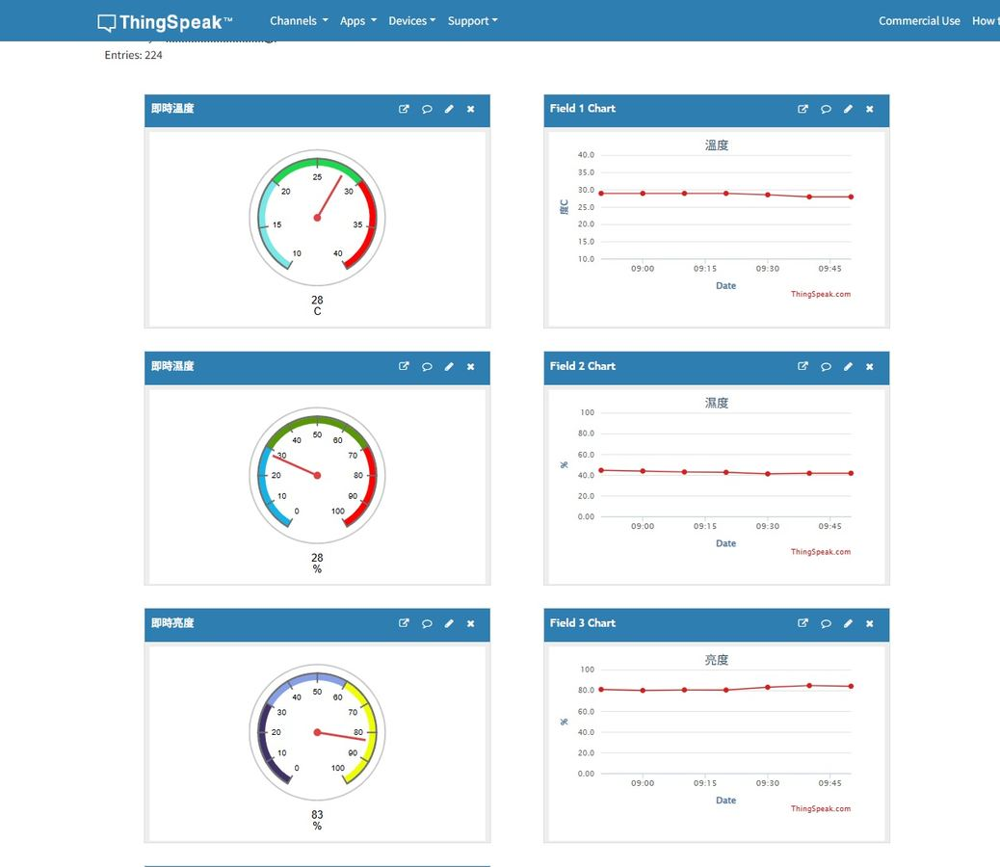 ThingSpeak™ Channels Apps Devices Support Commercial Use How t
Entries: 224
即時溫度
25
20
30
15
35
10
40
28
C
Field 1 Chart
溫度
40.0
35.0
30.0
25.0
20.0
15.0
10.0
度C
09:00 09:15 09:30 09:45
Date
ThingSpeak.com
即時濕度
50
40
60
30
70
20
80
10
90
0
100
28
%
Field 2 Chart
濕度
100
80.0
60.0
40.0
20.0
0.00
%
09:00 09:15 09:30 09:45
Date
ThingSpeak.com
即時亮度
50
40
60
30
70
20
80
10
90
0
100
83
%
Field 3 Chart
亮度
100
80.0
60.0
40.0
20.0
0.00
%
09:00 09:15 09:30 09:45
Date
ThingSpeak.com